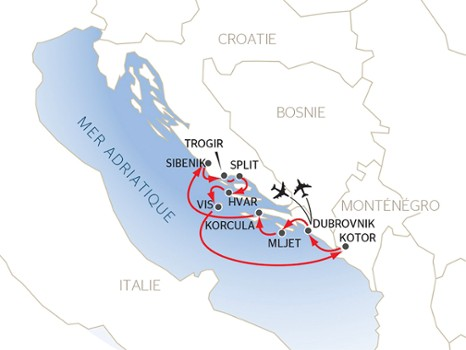 CROATIE
BOSNIE
MER ADRIATIQUE
TROGIR
SIBENIK
SPLIT
HVAR
VIS
MONTÉNÉGRO
KORCULA
DUBROVNIK
MLJET
KOTOR
ITALIE